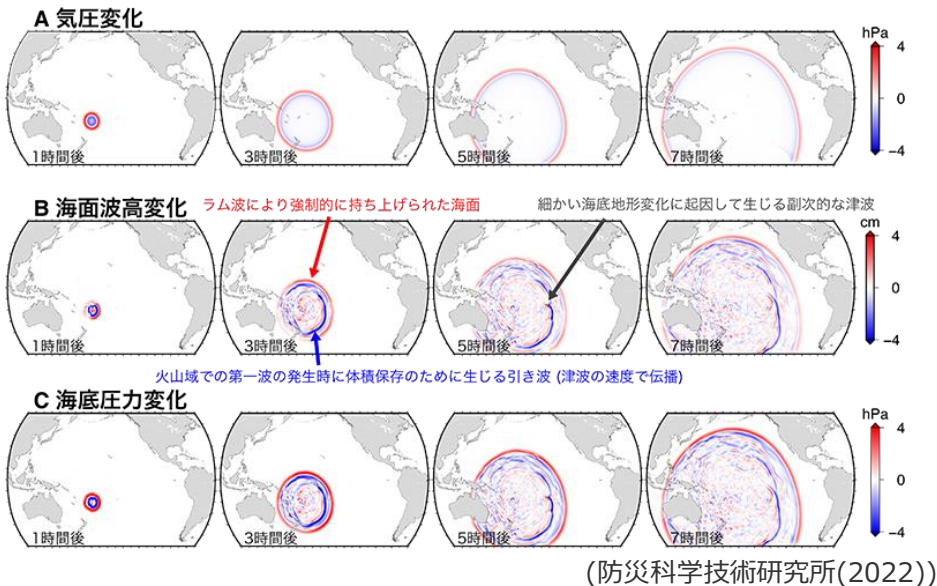 A 気圧変化
1時間後
3時間後
5時間後
7時間後
hPa
4
0
−4
B 海面波高変化
ラム波により強制的に持ち上げられた海面
細かい海底地形変化に起因して生じる副次的な津波
1時間後
3時間後
5時間後
7時間後
cm
4
0
−4
火山域での第一波の発生時に体積保存のために生じる引き波 (津波の速度で伝播)
C 海底圧力変化
1時間後
3時間後
5時間後
7時間後
hPa
4
0
−4
(防災科学技術研究所(2022))